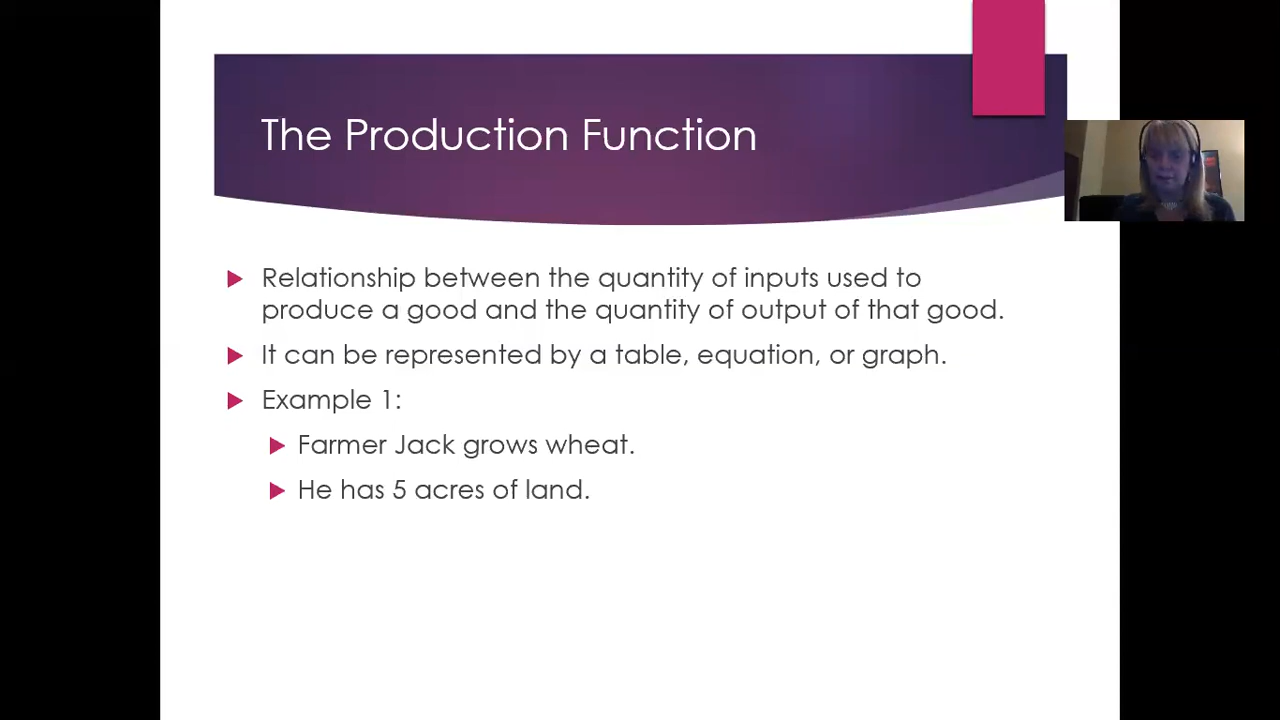 The Production Function
Relationship between the quantity of inputs used to
produce a good and the quantity of output of that good.
It can be represented by a table, equation, or graph.
Example 1:
Farmer Jack grows wheat.
He has 5 acres of land.